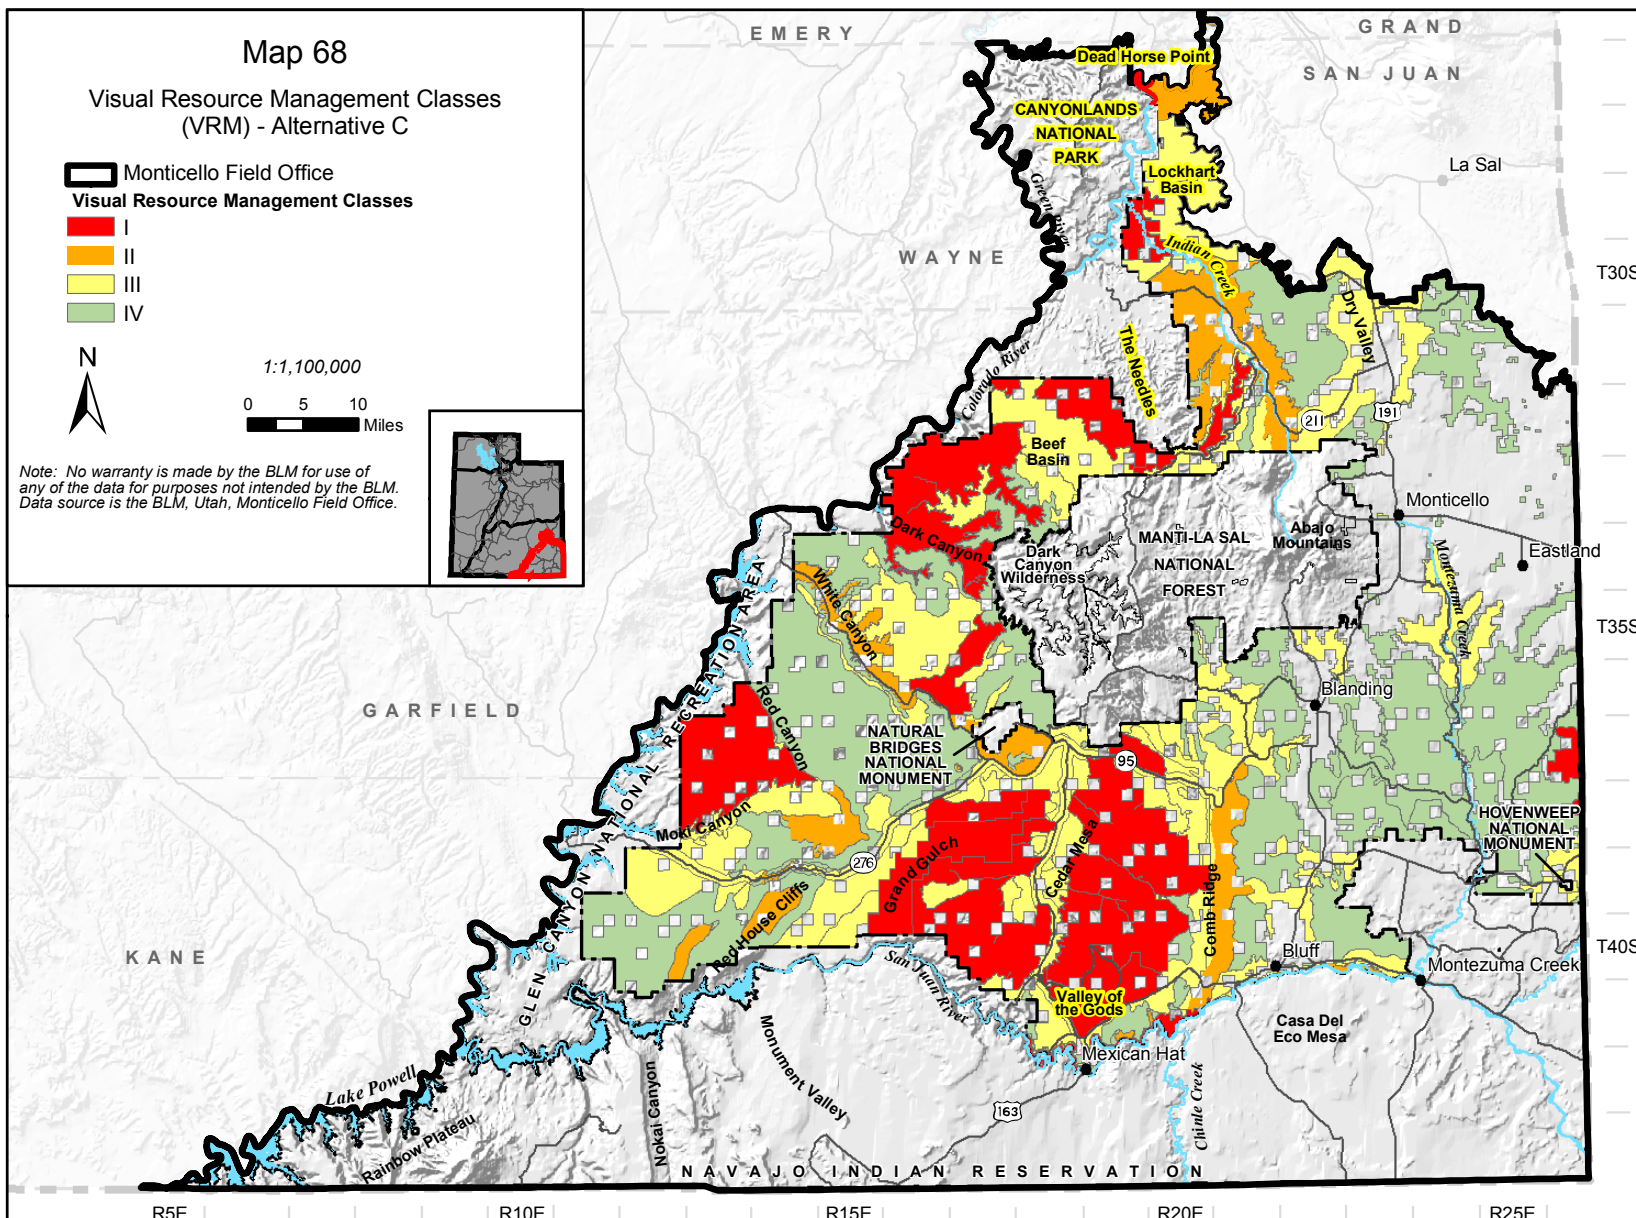 Map 68
Visual Resource Management Classes
(VRM) - Alternative C
Monticello Field Office
Visual Resource Management Classes
I
II
III
IV
N
1:1,100,000
0 5 10
Miles
Note: No warranty is made by the BLM for use of
any of the data for purposes not intended by the BLM.
Data source is the BLM, Utah, Monticello Field Office.
EMERY
GRAND
SAN JUAN
WAYNE
GARFIELD
KANE
Dead Horse Point
CANYONLANDS
NATIONAL
PARK
Lockhart
Basin
La Sal
Green River
Indian Creek
Dry Valley
The Needles
Colorado River
T30S
211
191
Beef
Basin
Dark Canyon
Dark
Canyon
Wilderness
MANTI-LA SAL
NATIONAL
FOREST
Abajo
Mountains
Monticello
Eastland
Montezuma Creek
T35S
White Canyon
Red Canyon
GLEN CANYON NATIONAL RECREATION AREA
Blanding
NATURAL
BRIDGES
NATIONAL
MONUMENT
95
Moki Canyon
276
Grand Gulch
Cedar Mesa
Comb Ridge
HOVENWEEP
NATIONAL
MONUMENT
Red House Cliffs
T40S
Bluff
Montezuma Creek
San Juan River
Valley of
the Gods
Casa Del
Eco Mesa
Mexican Hat
Monument Valley
Nokai Canyon
Chinle Creek
163
Lake Powell
Rainbow Plateau
NAVAJO INDIAN RESERVATION
R5E
R10E
R15E
R20E
R25E